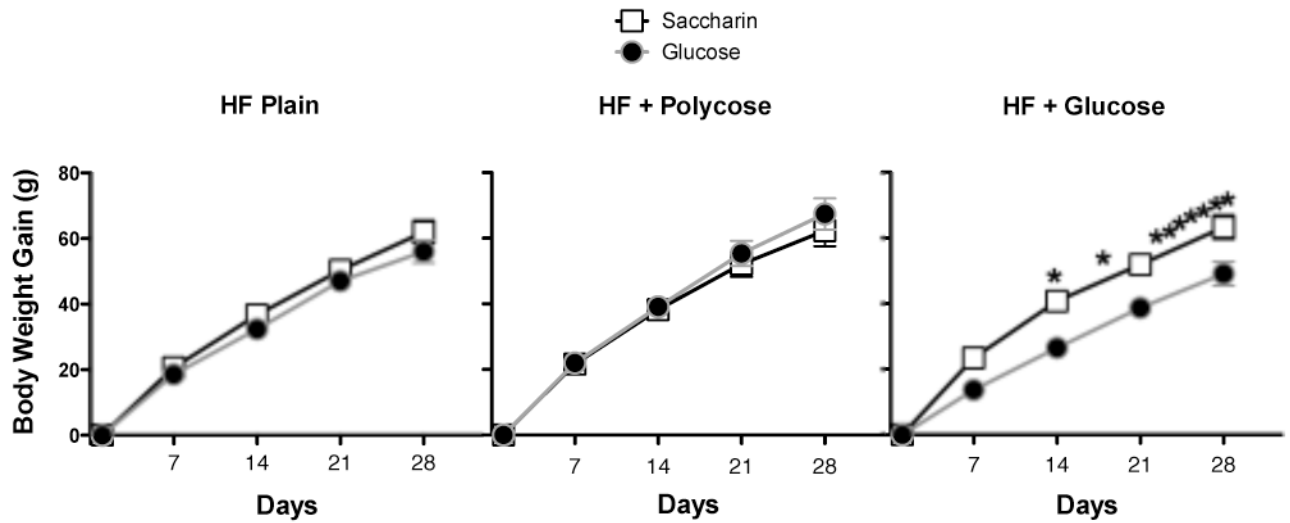 Saccharin
Glucose
HF Plain
HF + Polycose
HF + Glucose
Body Weight Gain (g)
80
60
40
20
0
* * *******
7 14 21 28
7 14 21 28
7 14 21 28
Days
Days
Days